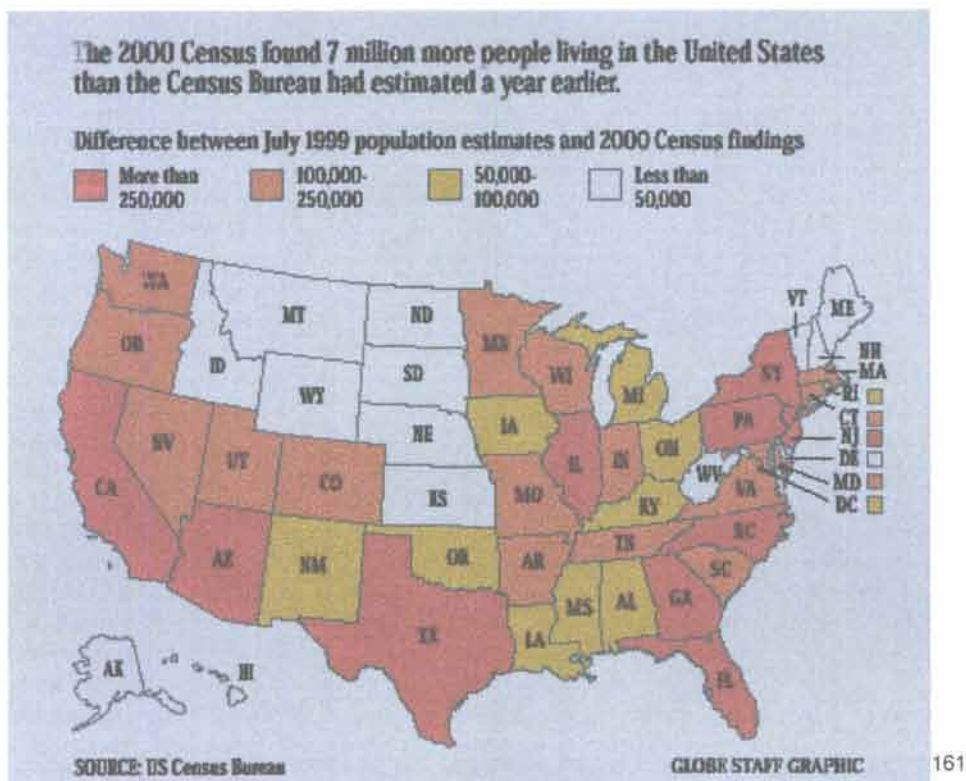 The 2000 Census found 7 million more people living in the United States
than the Census Bureau had estimated a year earlier.
Difference between July 1999 population estimates and 2000 Census findings
More than
250,000
100,000-
250,000
50,000-
100,000
Less than
50,000
WA
MT
ND
MN
VT
ME
OR
ID
SD
WI
NY
NH
MA
WY
MI
RI
IA
PA
CT
NE
OH
NJ
NV
UT
CO
IL
IN
WV
DE
CA
KS
MO
KY
VA
MD
DC
AZ
NM
OK
AR
TN
NC
SC
MS
AL
GA
TX
LA
FL
AK
HI
SOURCE: US Census Bureau
GLOBE STAFF GRAPHIC
161